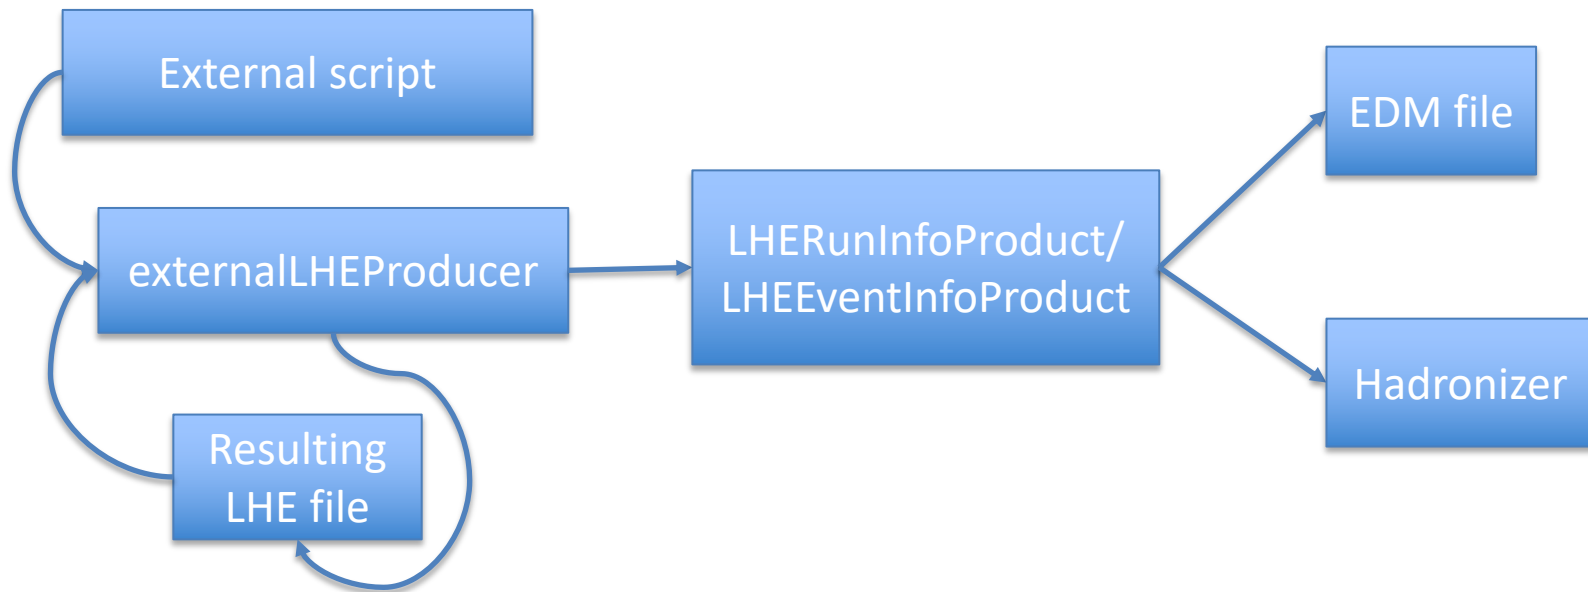 External script
externalLHEProducer
Resulting
LHE file
LHERunInfoProduct/
LHEEventInfoProduct
EDM file
Hadronizer